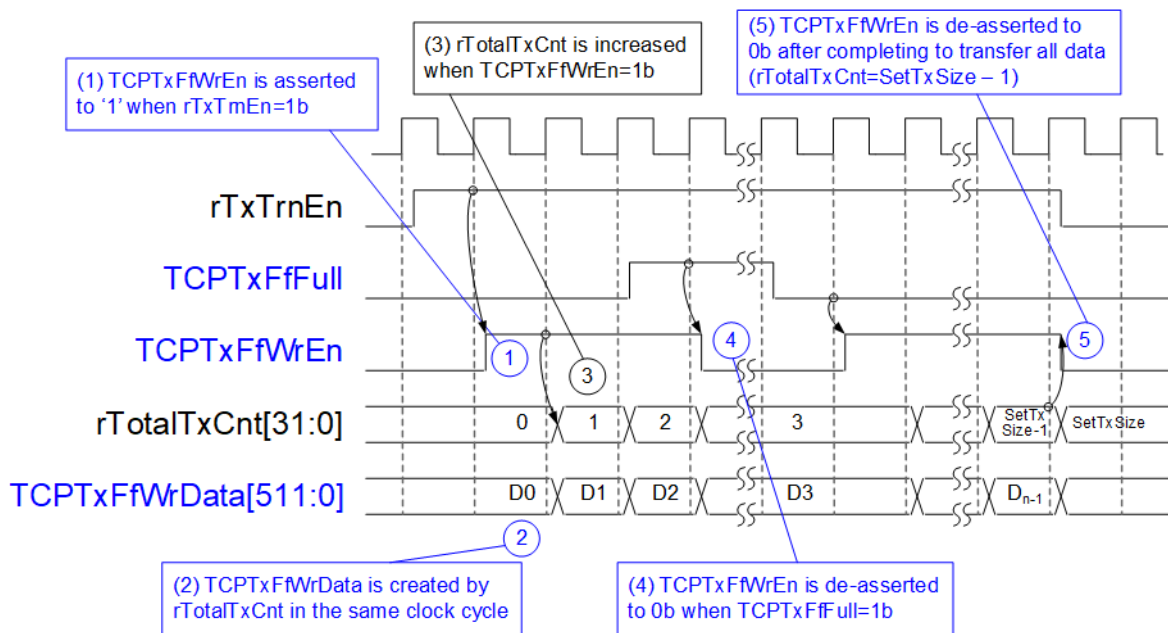 (5) TCPTxFfWrEn is de-asserted to
0b after completing to transfer all data
(rTotalTxCnt=SetTxSize – 1)
(3) rTotalTxCnt is increased
when TCPTxFfWrEn=1b
(1) TCPTxFfWrEn is asserted
to ‘1’ when rTxTmEn=1b
rTxTrnEn
TCPTxFfFull
TCPTxFfWrEn
1
3
4
5
rTotalTxCnt[31:0]
0
1
2
3
SetTx
Size-1
SetTxSize
TCPTxFfWrData[511:0]
D0
D1
D2
D3
Dn-1
2
(2) TCPTxFfWrData is created by
rTotalTxCnt in the same clock cycle
(4) TCPTxFfWrEn is de-asserted
to 0b when TCPTxFfFull=1b